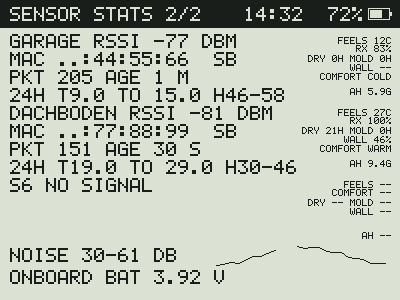 SENSOR STATS 2/2 14:32 72%
GARAGE RSSI -77 DBM
MAC ..:44:55:66 SB
PKT 205 AGE 1 M
24H T9.0 TO 15.0 H46-58
FEELS 12C
RX 83%
DRY 0H MOLD 0H
WALL --
COMFORT COLD
AH 5.9G
DACHBODEN RSSI -81 DBM
MAC ..:77:88:99 SB
PKT 151 AGE 30 S
24H T19.0 TO 29.0 H30-46
FEELS 27C
RX 100%
DRY 21H MOLD 0H
WALL 46%
COMFORT WARM
AH 9.4G
S6 NO SIGNAL
FEELS --
COMFORT --
DRY -- MOLD --
WALL --
AH --
NOISE 30-61 DB
ONBOARD BAT 3.92 V